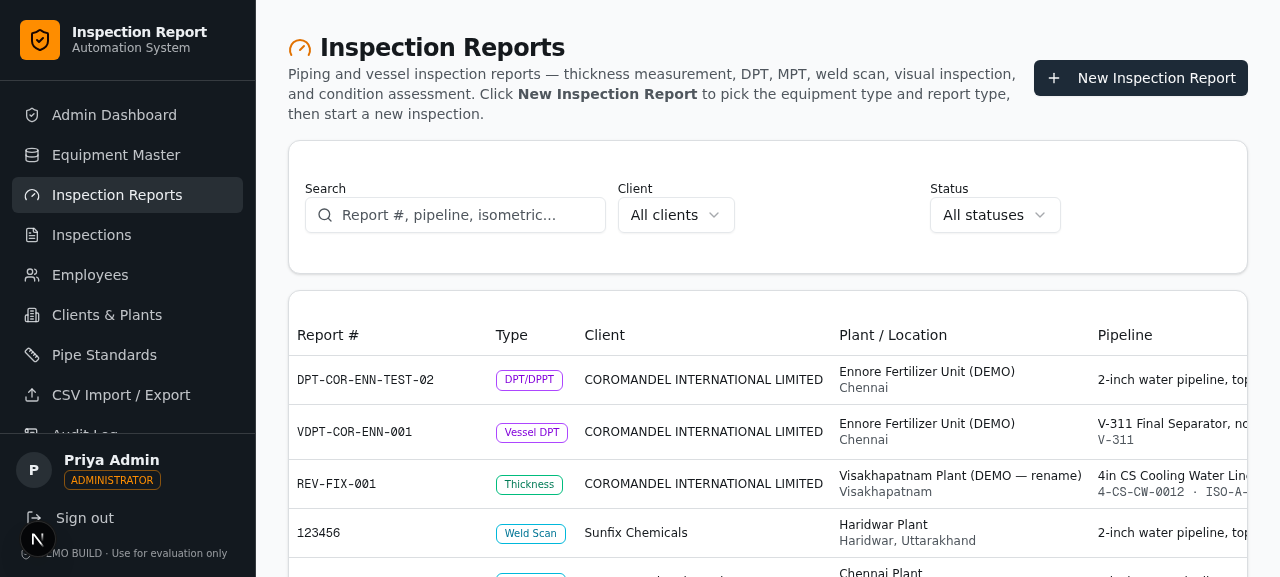 Inspection Report
Automation System
Admin Dashboard
Equipment Master
Inspection Reports
Inspections
Employees
Clients & Plants
Pipe Standards
CSV Import / Export
Audit Log
P
Priya Admin
ADMINISTRATOR
Sign out
N
EMO BUILD · Use for evaluation only
Inspection Reports
Piping and vessel inspection reports — thickness measurement, DPT, MPT, weld scan, visual inspection,
and condition assessment. Click New Inspection Report to pick the equipment type and report type,
then start a new inspection.
New Inspection Report
Search
Client
Status
Report #, pipeline, isometric...
All clients
All statuses
Report # Type Client Plant / Location Pipeline
DPT-COR-ENN-TEST-02 DPT/DPPT COROMANDEL INTERNATIONAL LIMITED Ennore Fertilizer Unit (DEMO) 2-inch water pipeline, top
Chennai
VDPT-COR-ENN-001 Vessel DPT COROMANDEL INTERNATIONAL LIMITED Ennore Fertilizer Unit (DEMO) V-311 Final Separator, no
Chennai V-311
REV-FIX-001 Thickness COROMANDEL INTERNATIONAL LIMITED Visakhapatnam Plant (DEMO — rename) 4in CS Cooling Water Line
Visakhapatnam 4-CS-CW-0012 · ISO-A-
123456 Weld Scan Sunfix Chemicals Haridwar Plant 2-inch water pipeline, top
Haridwar, Uttarakhand
Chennai Plant